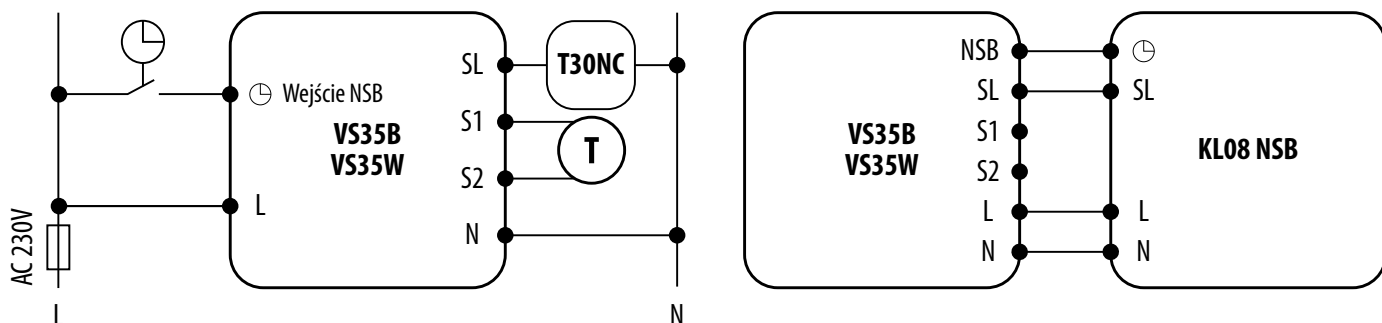 SL
T30NC
Wejście NSB
S1
VS35B
VS35W
T
S2
L
N
AC 230V
L
N
NSB
SL
SL
S1
VS35B
VS35W
KL08 NSB
S2
L
L
N
N